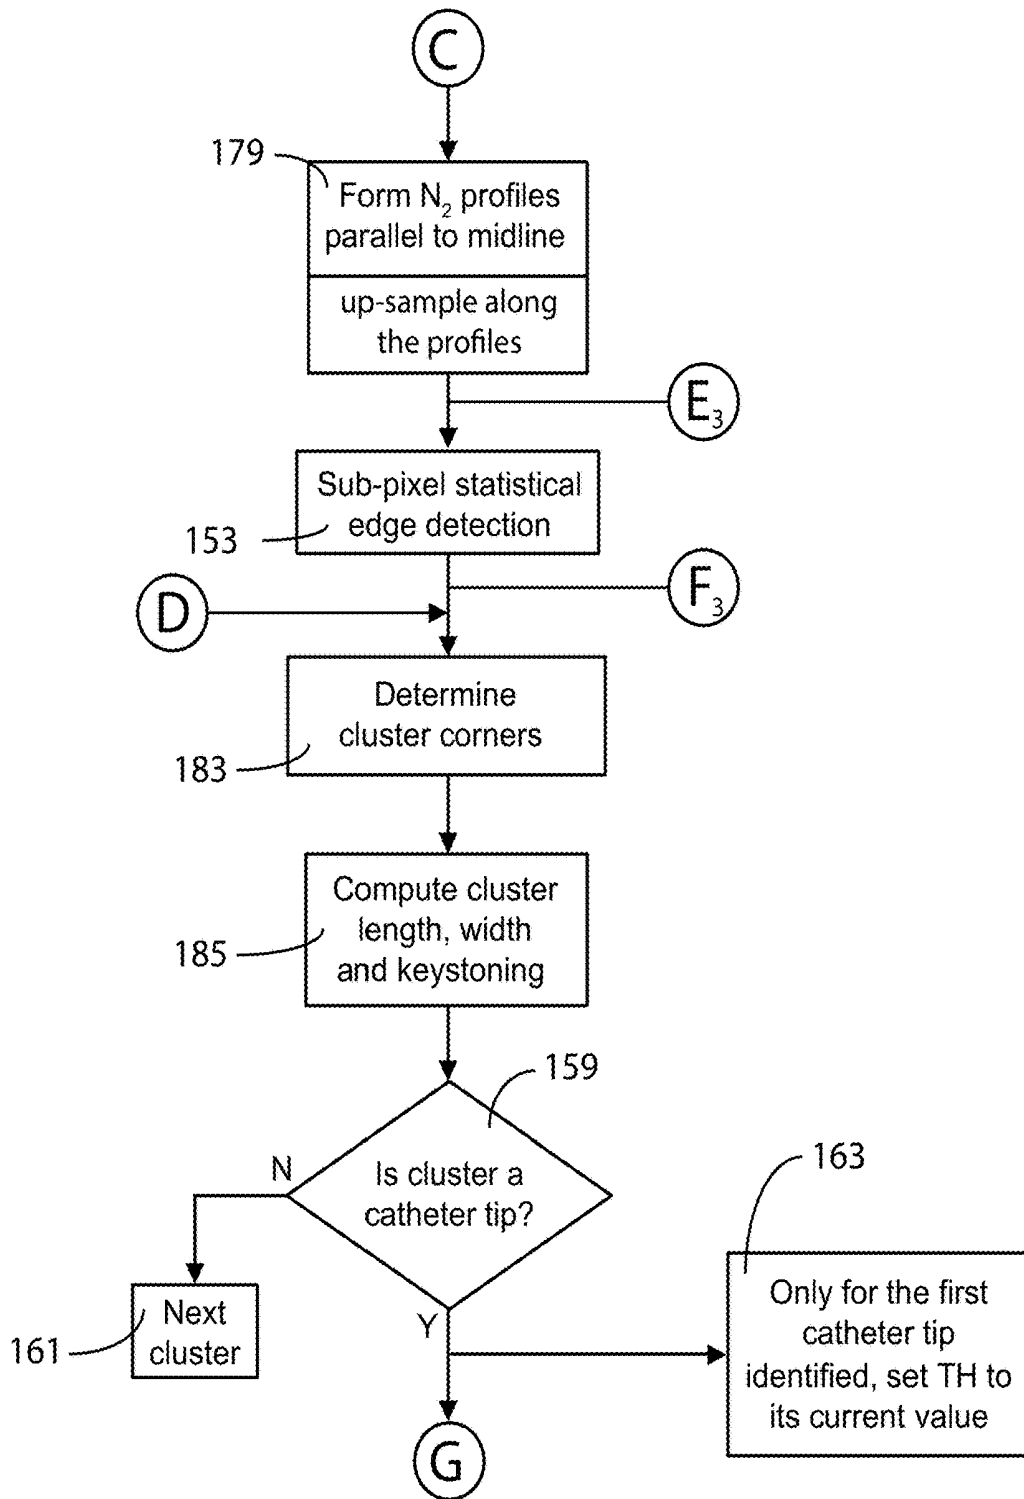 C
179
Form N₂ profiles
parallel to midline
up-sample along
the profiles
E₃
Sub-pixel statistical
edge detection
153
F₃
D
Determine
cluster corners
183
Compute cluster
length, width
and keystoning
185
159
Is cluster a
catheter tip?
N
Y
163
Only for the first
catheter tip
identified, set TH to
its current value
Next
cluster
161
G